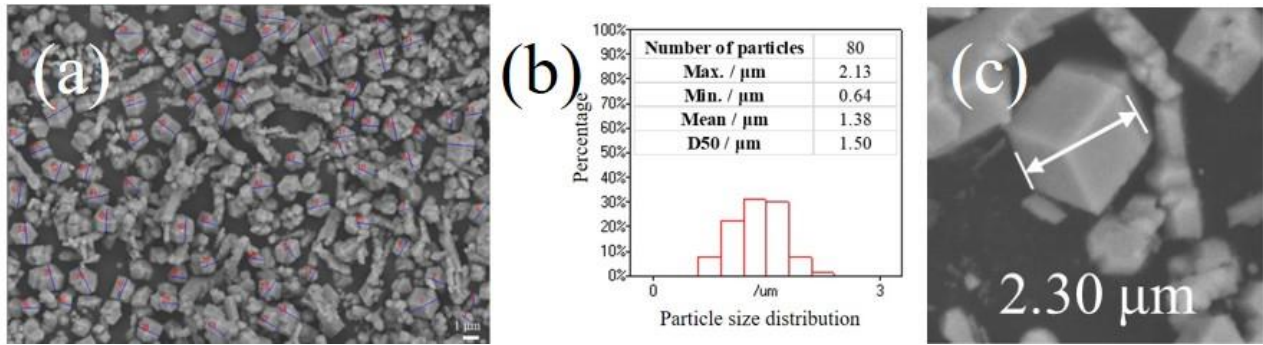 (a)
1 μm
(b)
Percentage
100%
90%
80%
70%
60%
50%
40%
30%
20%
10%
0%
Number of particles 80
Max. / μm 2.13
Min. / μm 0.64
Mean / μm 1.38
D50 / μm 1.50
0 /um 3
Particle size distribution
(c)
2.30 μm